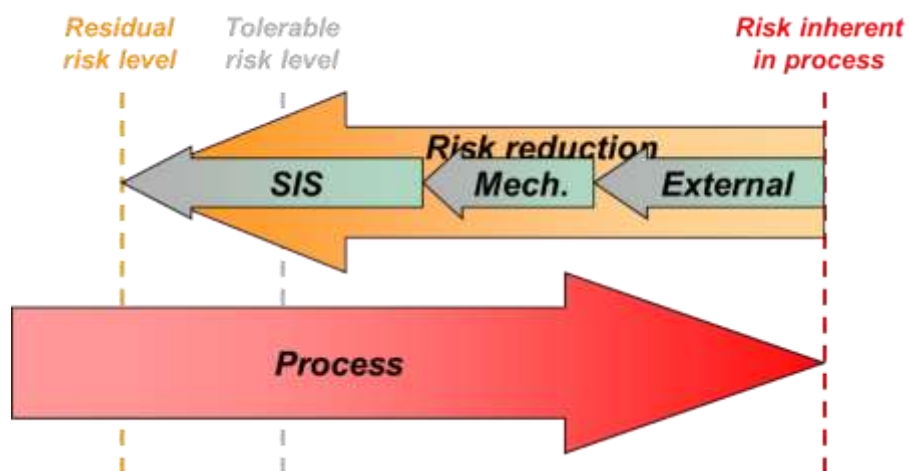 Residual
risk level
Tolerable
risk level
Risk inherent
in process
Risk reduction
SIS
Mech.
External
Process